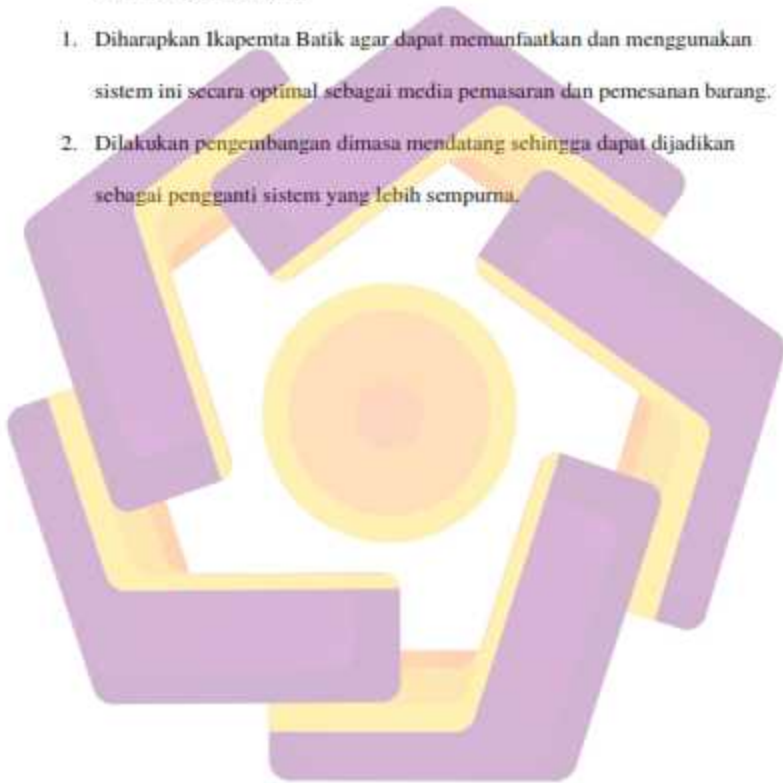 1. Diharapkan Ikapemta Batik agar dapat memanfaatkan dan menggunakan
sistem ini secara optimal sebagai media pemasaran dan pemesanan barang.
2. Dilakukan pengembangan dimasa mendatang sehingga dapat dijadikan
sebagai pengganti sistem yang lebih sempurna.